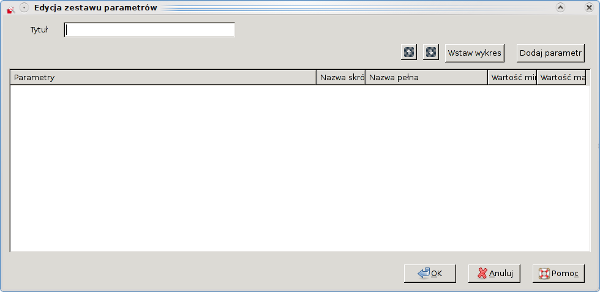 Edycja zestawu parametrów
Tytuł
Wstaw wykres Dodaj parametr
Parametry Nazwa skró Nazwa pełna Wartość mi Wartość ma
OK Anuluj Pomoc